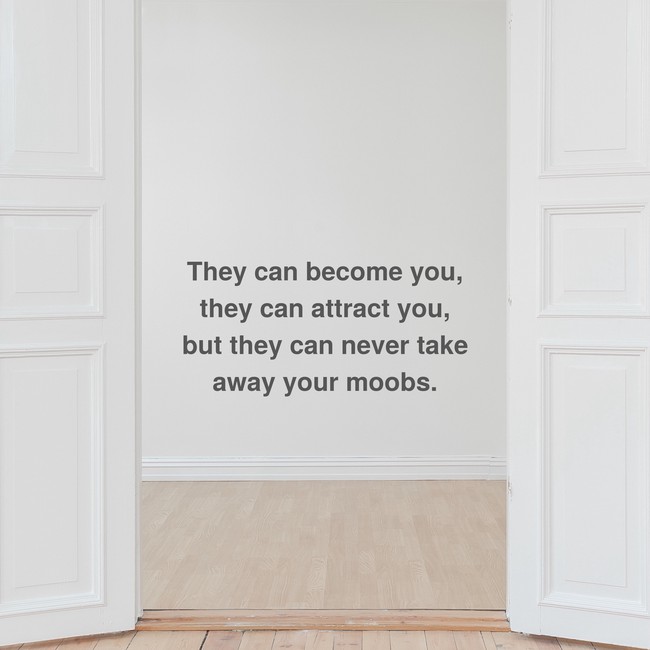 They can become you,
they can attract you,
but they can never take
away your moobs.